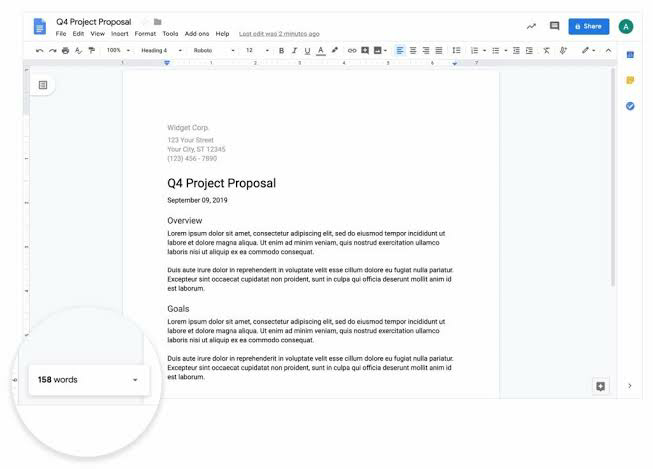 Q4 Project Proposal
File Edit View Insert Format Tools Add ons Help Last edit was 2 minutes ago
Share
A
100% Heading 4 Roboto 12 B I U A
1 1 2 3 4 5 6 7
Widget Corp.
123 Your Street
Your City, ST 12345
(123) 456 - 7890
Q4 Project Proposal
September 09, 2019
Overview
Lorem ipsum dolor sit amet, consectetur adipiscing elit, sed do eiusmod tempor incididunt ut
labore et dolore magna aliqua. Ut enim ad minim veniam, quis nostrud exercitation ullamco
laboris nisi ut aliquip ex ea commodo consequat.
Duis aute irure dolor in reprehenderit in voluptate velit esse cillum dolore eu fugiat nulla pariatur.
Excepteur sint occaecat cupidatat non proident, sunt in culpa qui officia deserunt mollit anim id
est laborum.
Goals
Lorem ipsum dolor sit amet, consectetur adipiscing elit, sed do eiusmod tempor incididunt ut
labore et dolore magna aliqua. Ut enim ad minim veniam, quis nostrud exercitation ullamco
laboris nisi ut aliquip ex ea commodo consequat.
Duis aute irure dolor in reprehenderit in voluptate velit esse cillum dolore eu fugiat nulla pariatur.
Excepteur sint occaecat cupidatat non proident, sunt in culpa qui officia deserunt mollit anim id
est laborum.
158 words